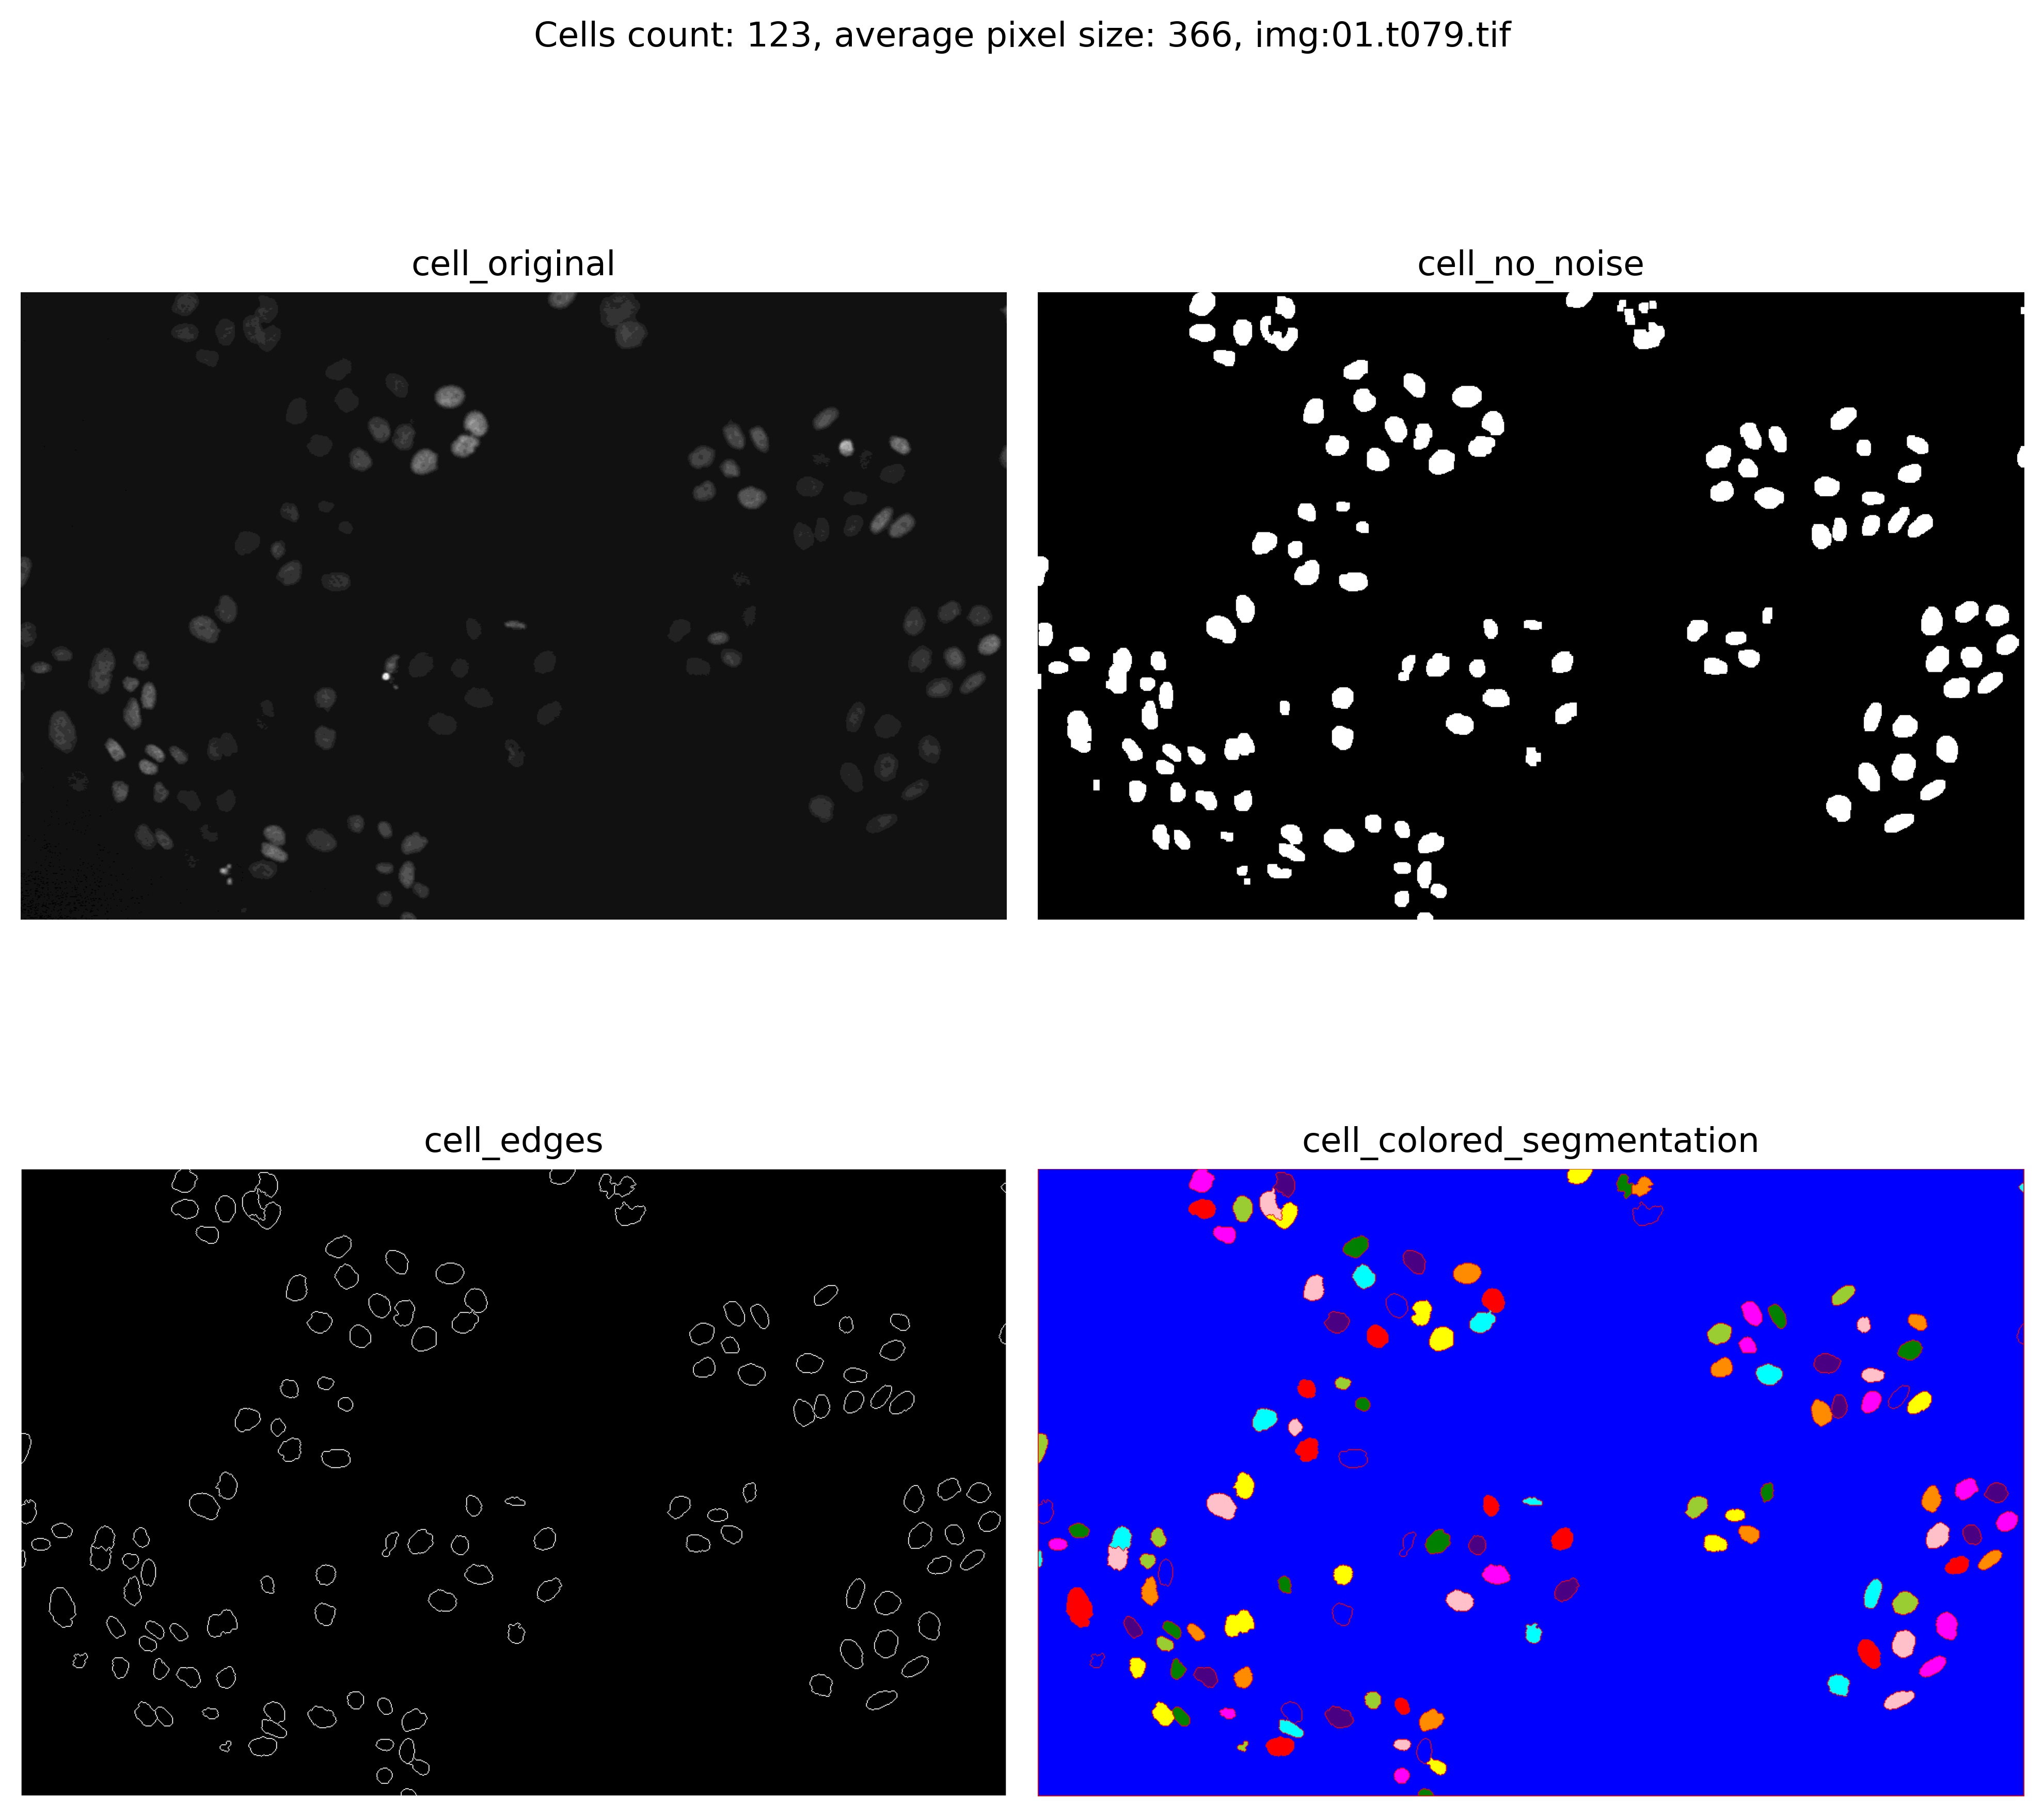 Cells count: 123, average pixel size: 366, img:01.t079.tif
cell_original
cell_no_noise
cell_edges
cell_colored_segmentation